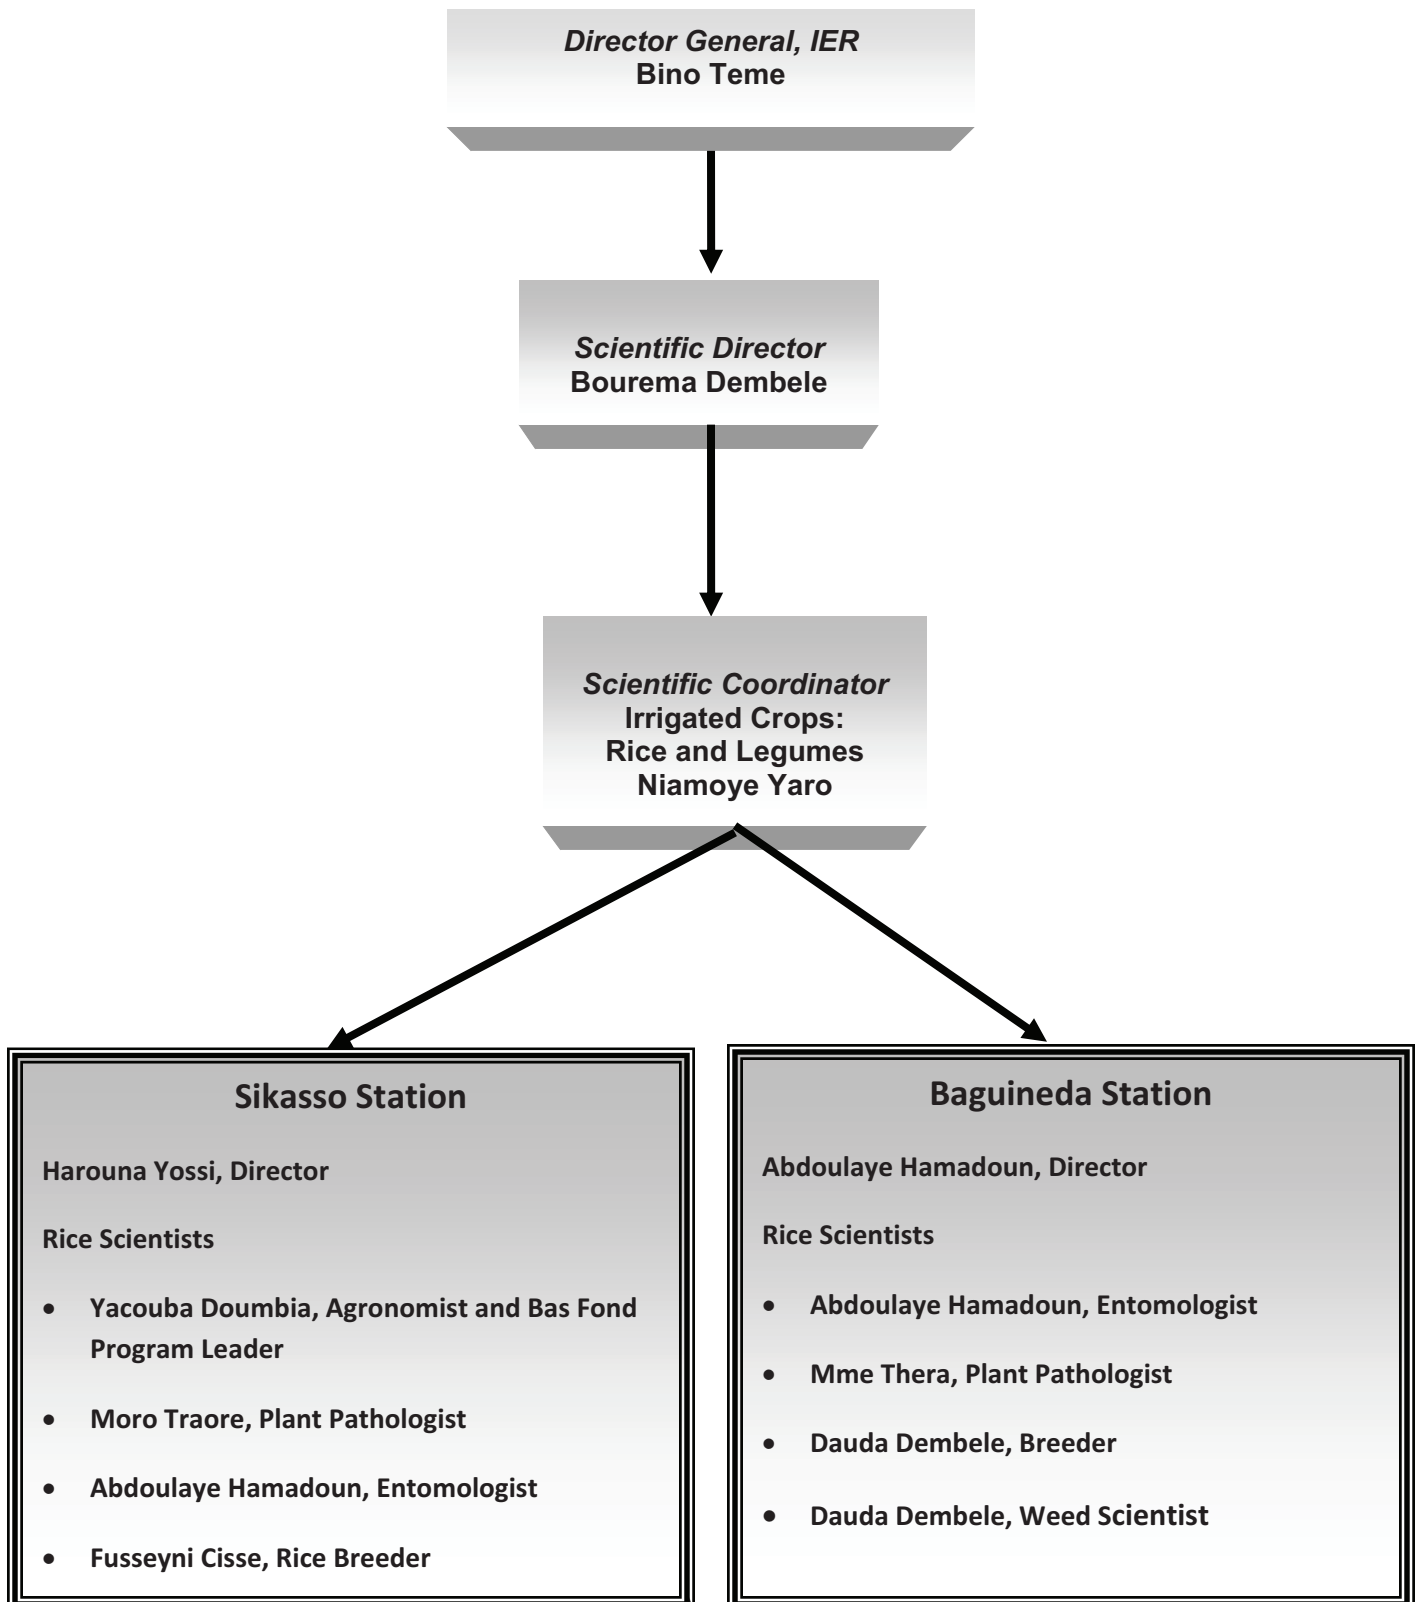 Director General, IER
Bino Teme
Scientific Director
Bourema Dembele
Scientific Coordinator
Irrigated Crops:
Rice and Legumes
Niamoye Yaro
Sikasso Station
Harouna Yossi, Director
Rice Scientists
• Yacouba Doumbia, Agronomist and Bas Fond
Program Leader
• Moro Traore, Plant Pathologist
• Abdoulaye Hamadoun, Entomologist
• Fusseyni Cisse, Rice Breeder
Baguineda Station
Abdoulaye Hamadoun, Director
Rice Scientists
• Abdoulaye Hamadoun, Entomologist
• Mme Thera, Plant Pathologist
• Dauda Dembele, Breeder
• Dauda Dembele, Weed Scientist